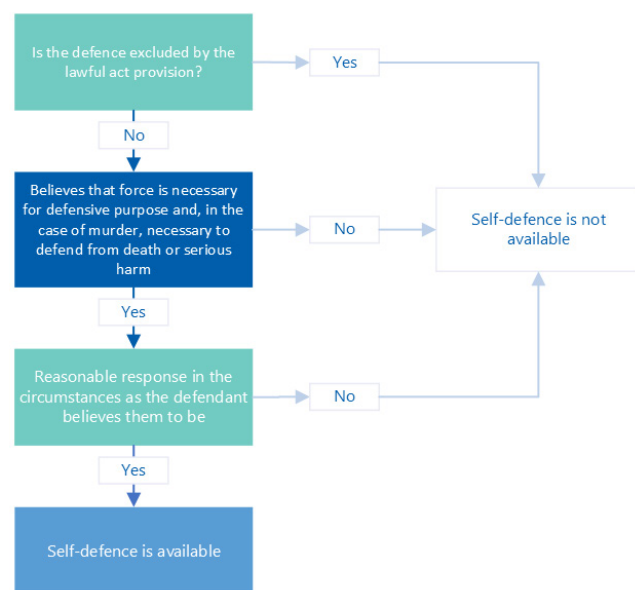 Is the defence excluded by the
lawful act provision?
Yes
No
Believes that force is necessary
for defensive purpose and, in the
case of murder, necessary to
defend from death or serious
harm
No
Self-defence is not
available
Yes
Reasonable response in the
circumstances as the defendant
believes them to be
No
Yes
Self-defence is available